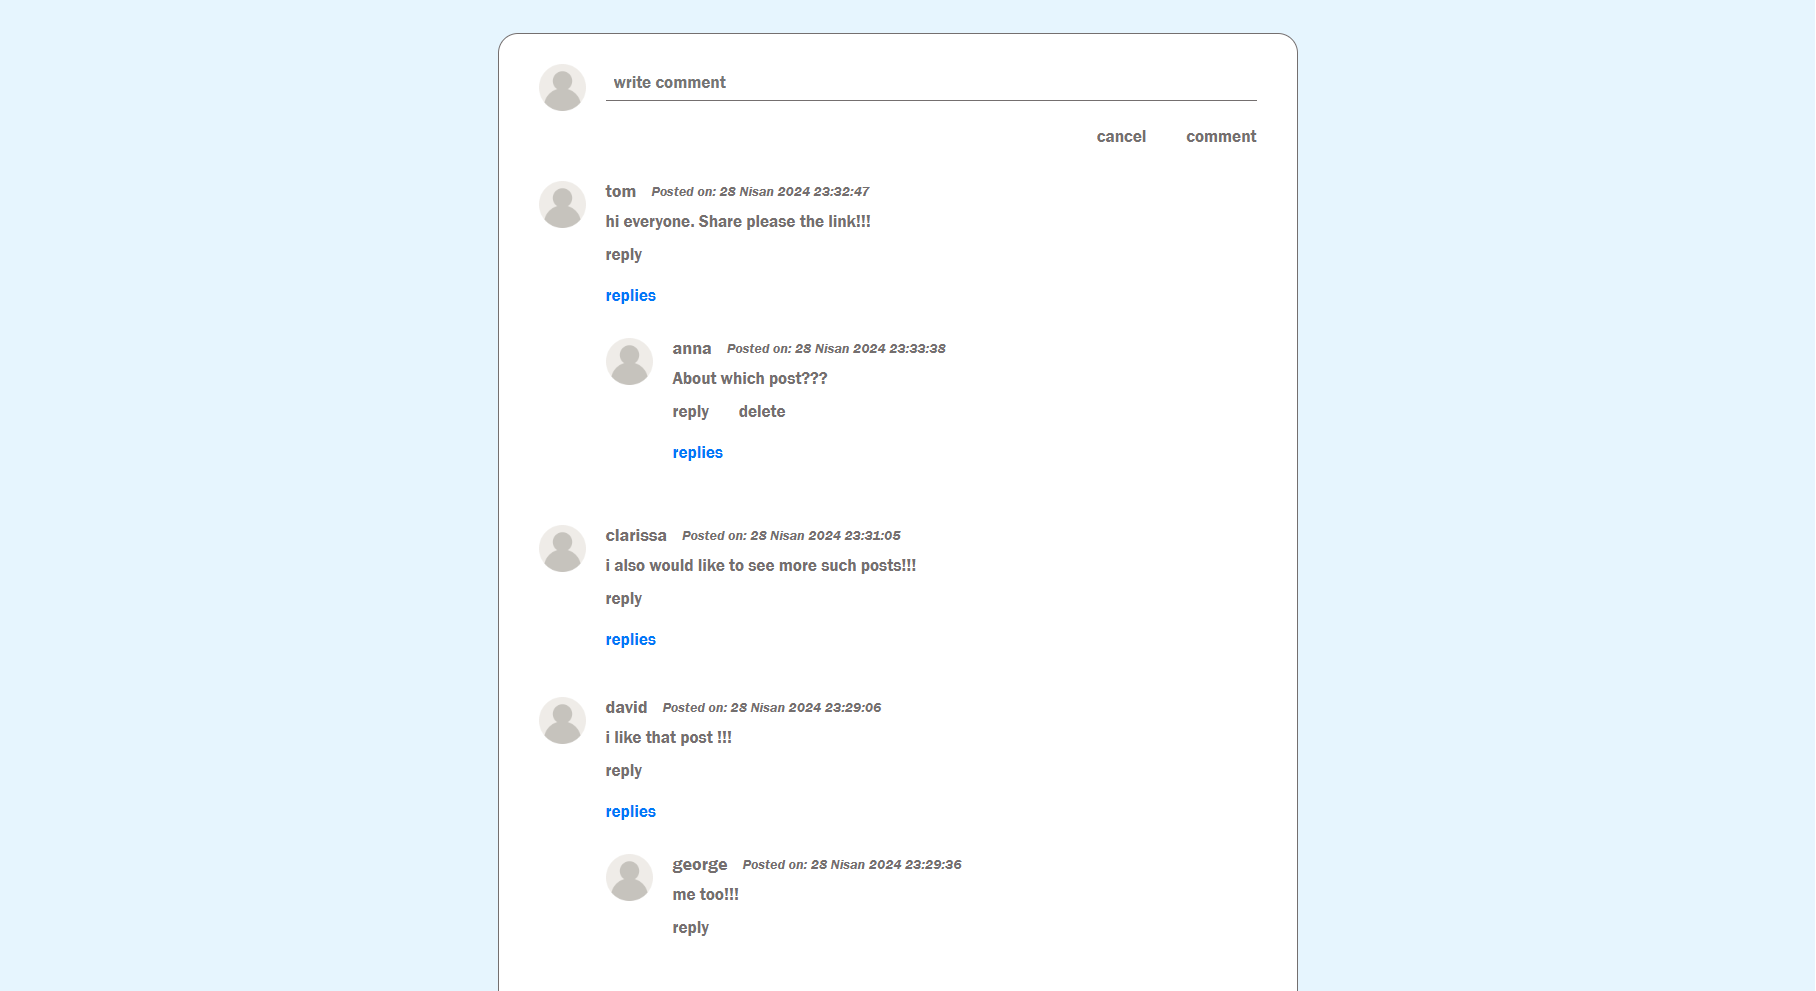 write comment
cancel comment
tom Posted on: 28 Nisan 2024 23:32:47
hi everyone. Share please the link!!!
reply
replies
anna Posted on: 28 Nisan 2024 23:33:38
About which post???
reply delete
replies
clarissa Posted on: 28 Nisan 2024 23:31:05
i also would like to see more such posts!!!
reply
replies
david Posted on: 28 Nisan 2024 23:29:06
i like that post !!!
reply
replies
george Posted on: 28 Nisan 2024 23:29:36
me too!!!
reply